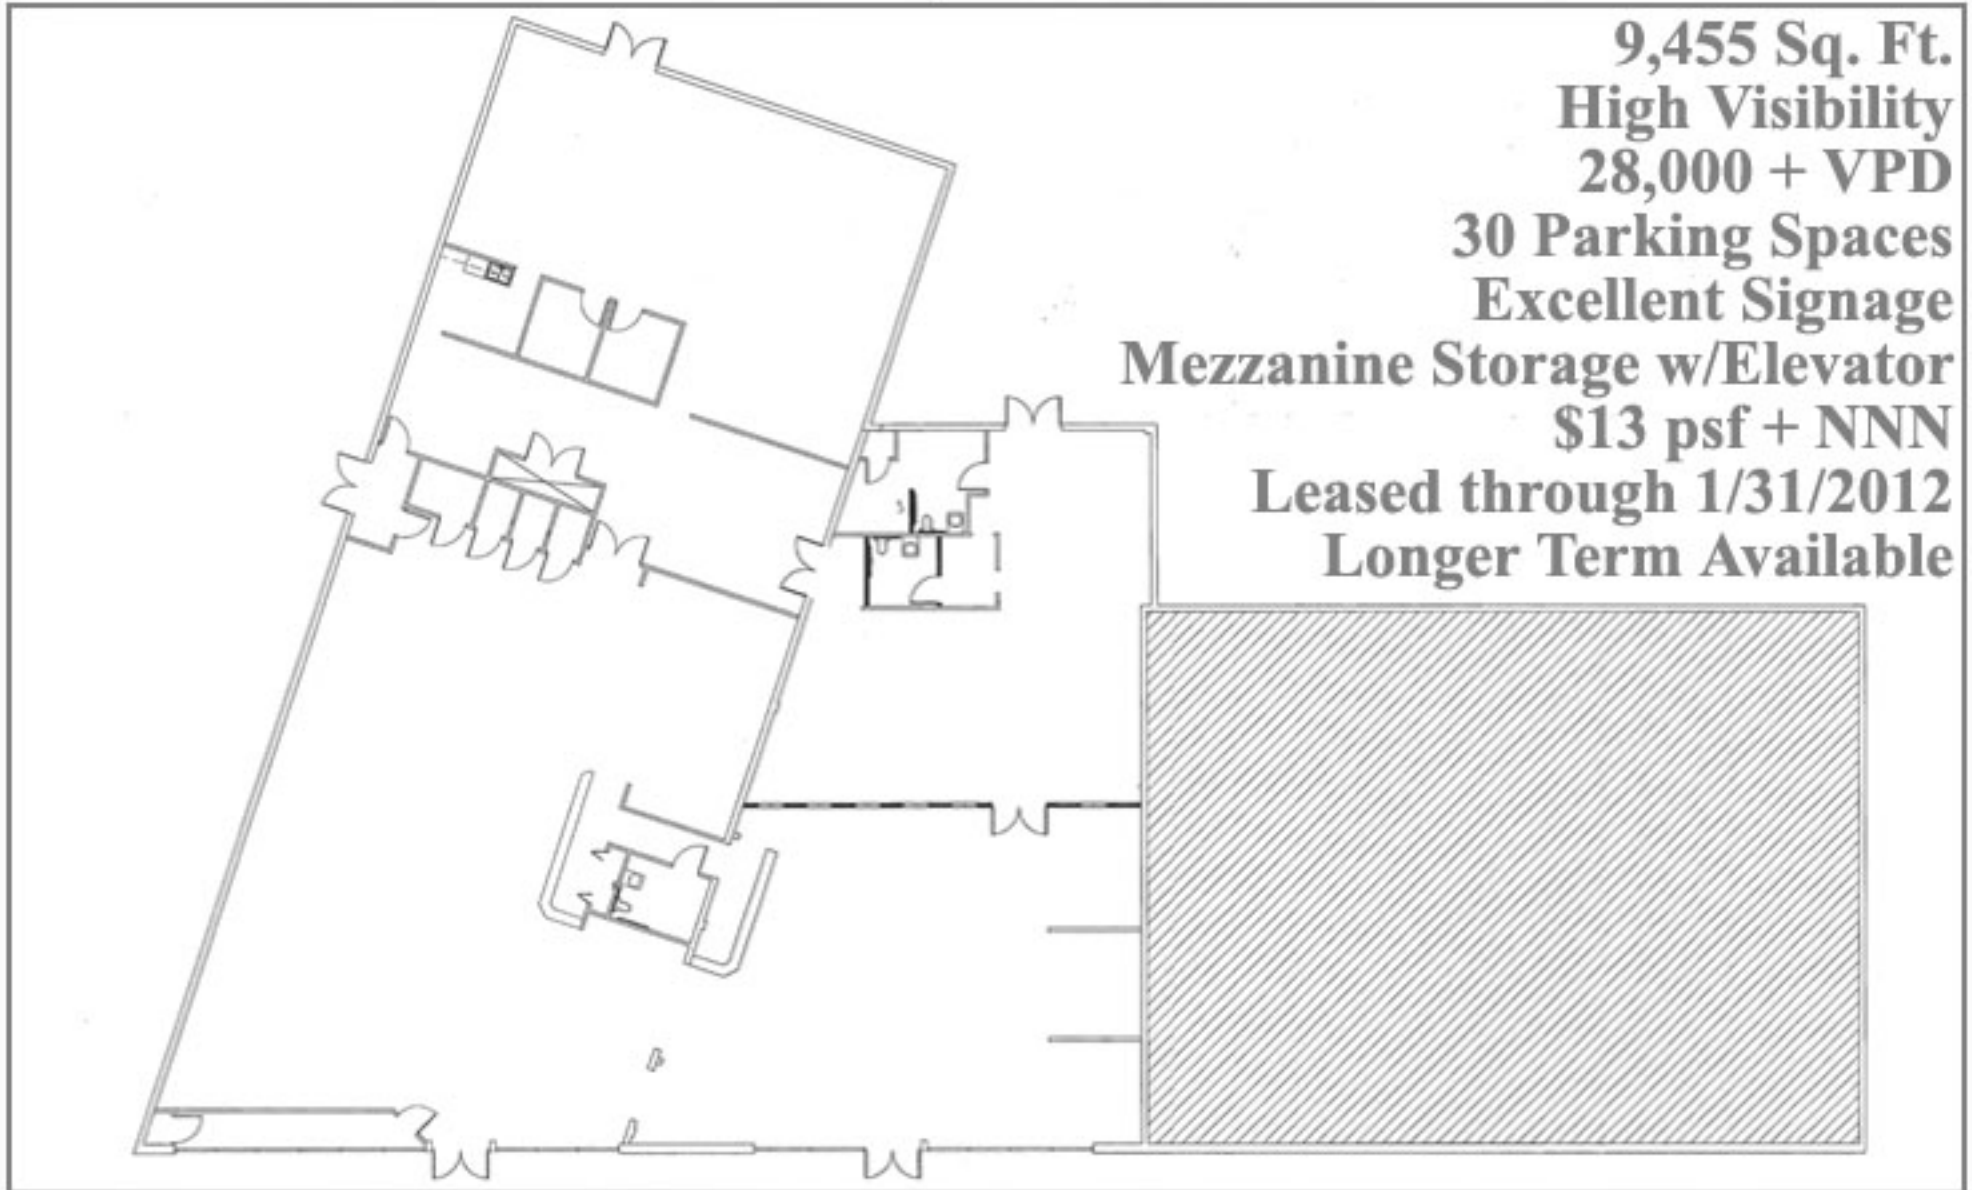 9,455 Sq. Ft.
High Visibility
28,000 + VPD
30 Parking Spaces
Excellent Signage
Mezzanine Storage w/Elevator
$13 psf + NNN
Leased through 1/31/2012
Longer Term Available